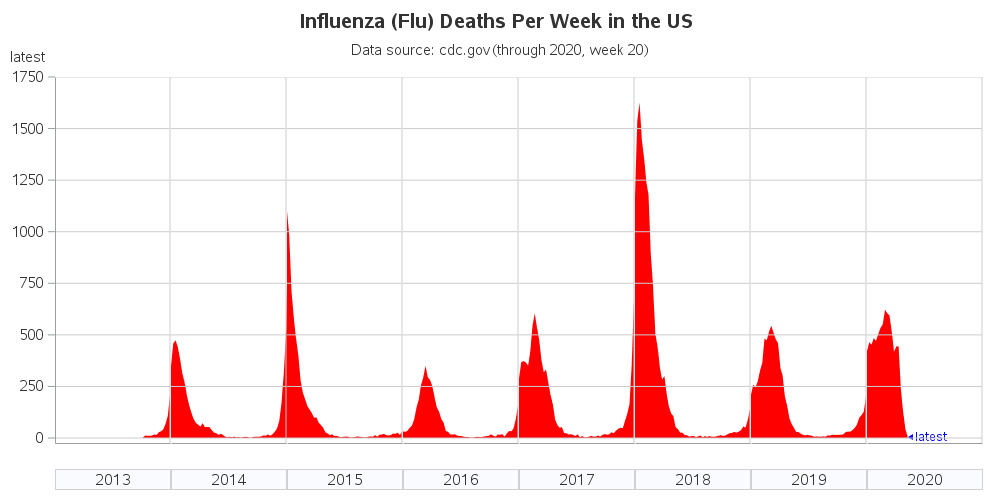 Influenza (Flu) Deaths Per Week in the US
Data source: cdc.gov (through 2020, week 20)
latest
1750
1500
1250
1000
750
500
250
0
latest
2013 2014 2015 2016 2017 2018 2019 2020